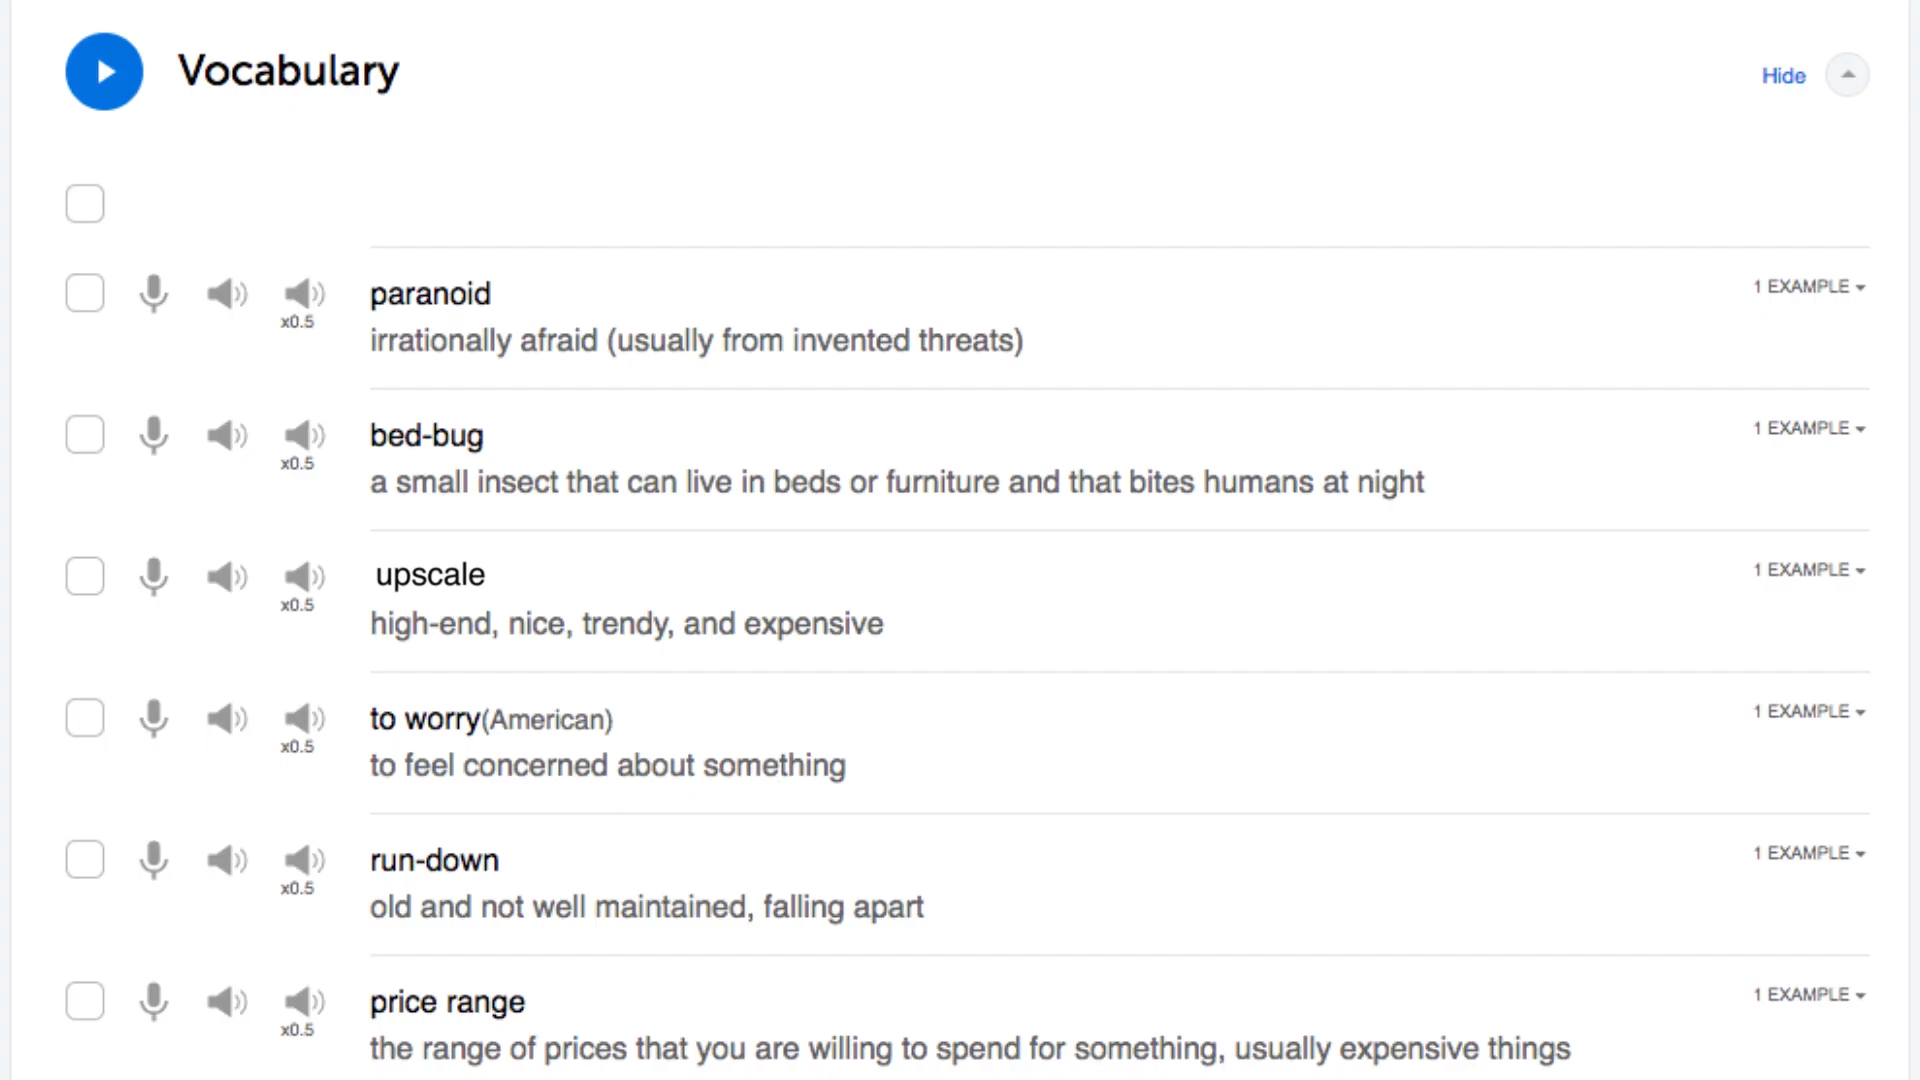 Vocabulary
Hide
paranoid
1 EXAMPLE
x0.5
irrationally afraid (usually from invented threats)
bed-bug
1 EXAMPLE
x0.5
a small insect that can live in beds or furniture and that bites humans at night
upscale
1 EXAMPLE
x0.5
high-end, nice, trendy, and expensive
to worry(American)
1 EXAMPLE
x0.5
to feel concerned about something
run-down
1 EXAMPLE
x0.5
old and not well maintained, falling apart
price range
1 EXAMPLE
x0.5
the range of prices that you are willing to spend for something, usually expensive things